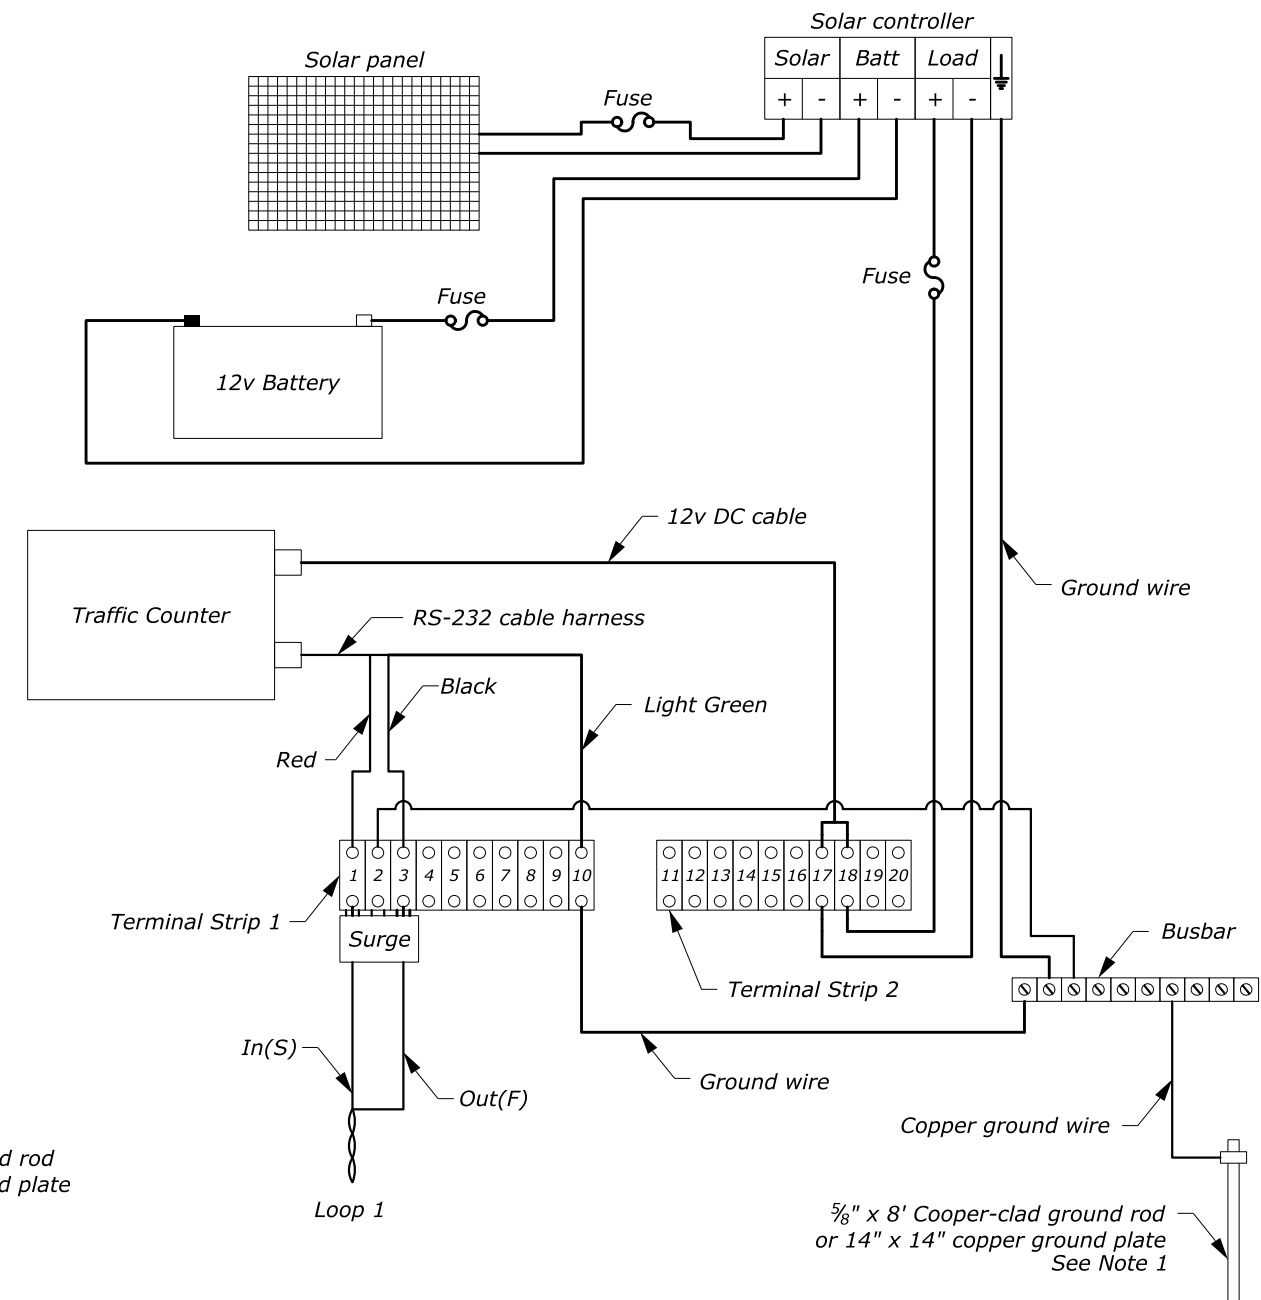 Solar controller
Solar panel
Solar Batt Load
+ - + - + -
Fuse
Fuse
Fuse
12v Battery
12v DC cable
Traffic Counter
Ground wire
RS-232 cable harness
Black
Light Green
Red
1 2 3 4 5 6 7 8 9 10
11 12 13 14 15 16 17 18 19 20
Terminal Strip 1
Surge
Busbar
Terminal Strip 2
In(S)
Ground wire
Out(F)
Copper ground wire
d rod
d plate
Loop 1
⅝" x 8' Cooper-clad ground rod
or 14" x 14" copper ground plate
See Note 1